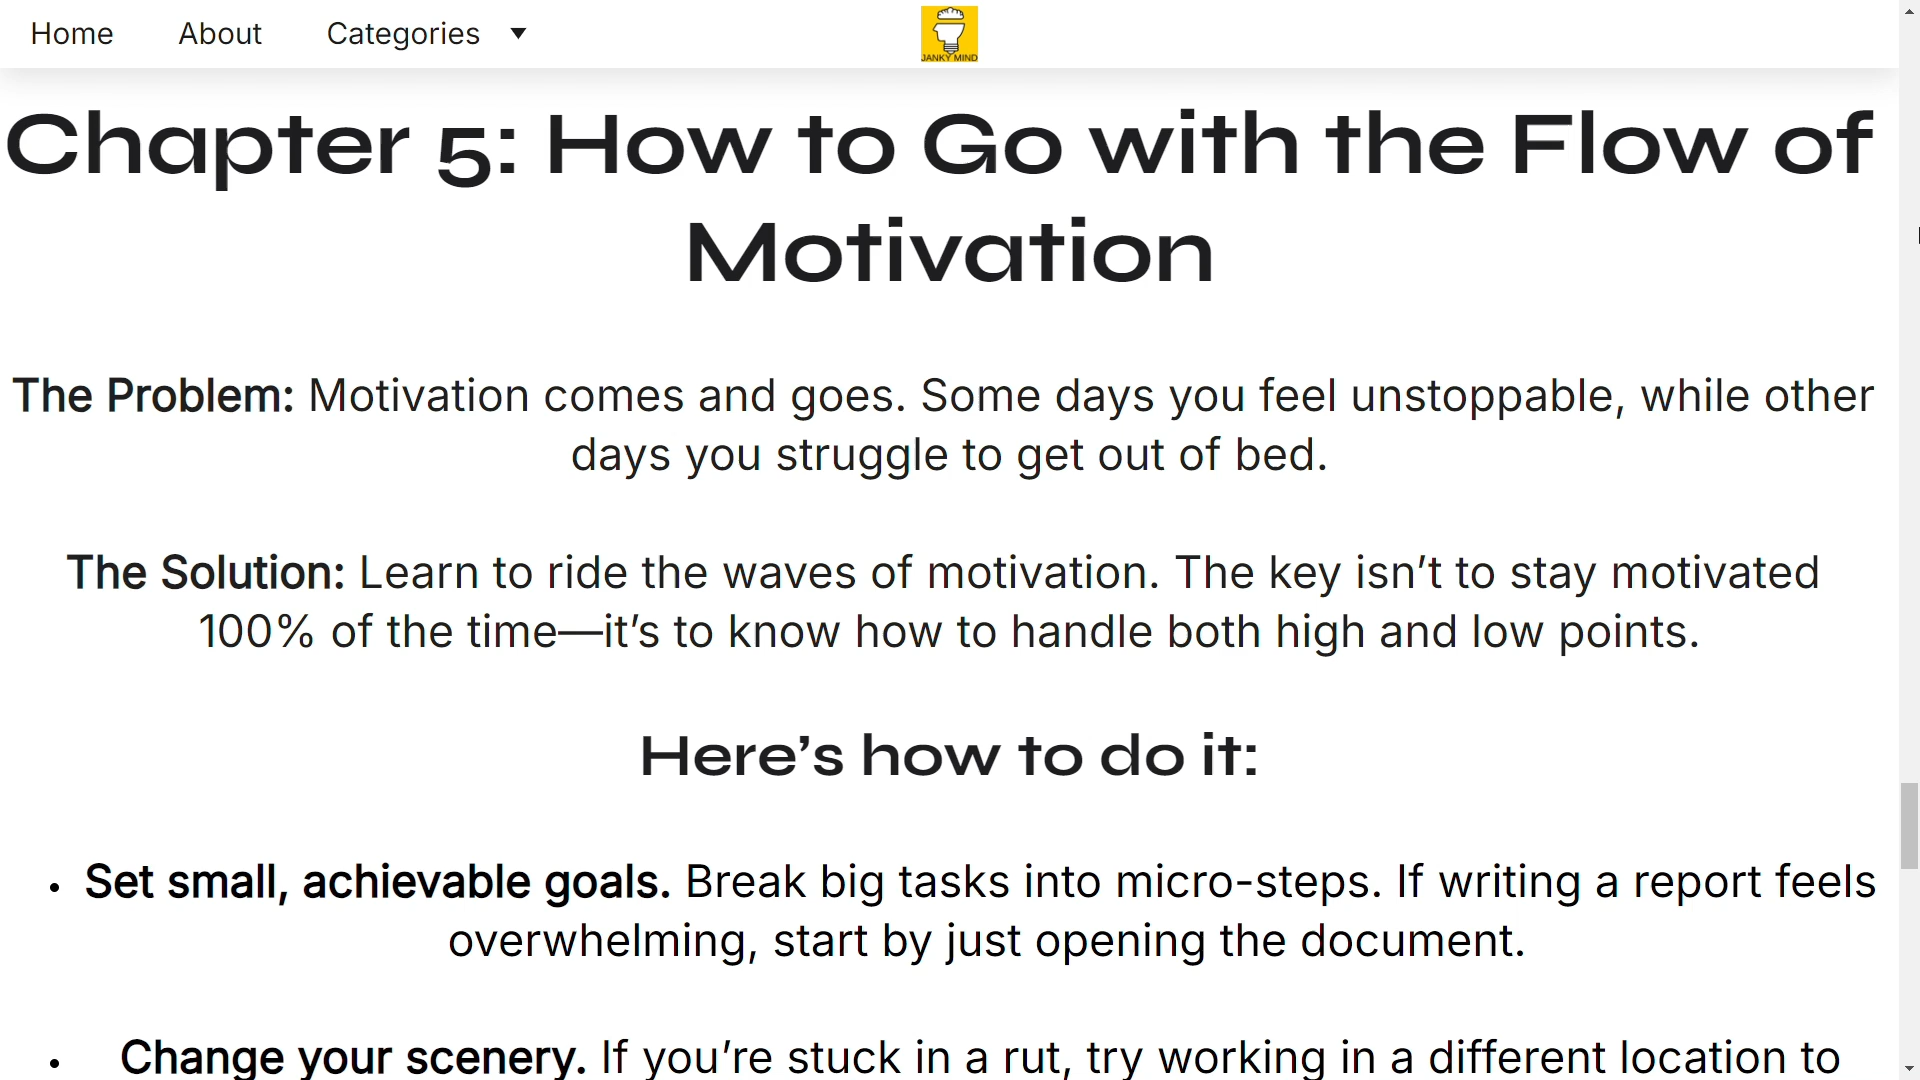 Home About Categories ▼
JANKY MIND
Chapter 5: How to Go with the Flow of
Motivation
The Problem: Motivation comes and goes. Some days you feel unstoppable, while other
days you struggle to get out of bed.
The Solution: Learn to ride the waves of motivation. The key isn’t to stay motivated
100% of the time—it’s to know how to handle both high and low points.
Here’s how to do it:
• Set small, achievable goals. Break big tasks into micro-steps. If writing a report feels
overwhelming, start by just opening the document.
• Change your scenery. If you’re stuck in a rut, try working in a different location to